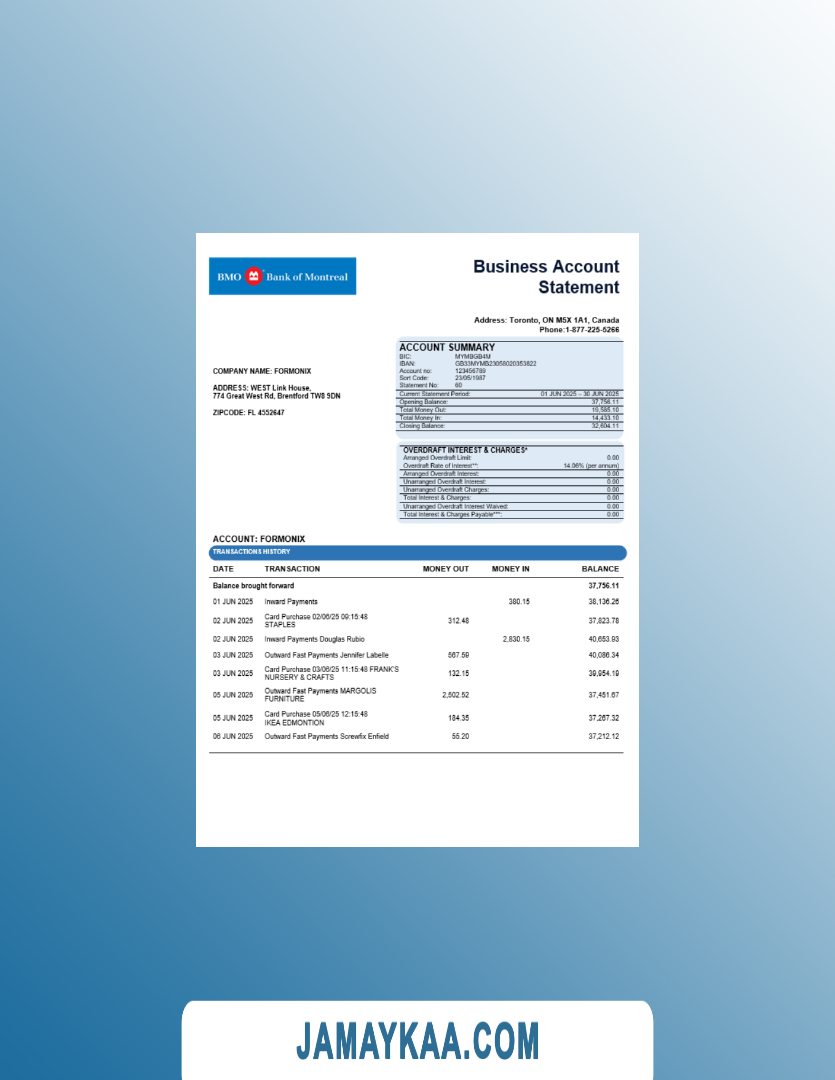 BMO Bank of Montreal
Business Account
Statement
Address: Toronto, ON M5X 1A1, Canada
Phone:1-877-225-5266
COMPANY NAME: FORMONIX
ADDRESS: WEST Link House,
774 Great West Rd, Brentford TW8 9DN
ZIPCODE: FL 4552647
ACCOUNT SUMMARY
BIC: MYMBGB4M
IBAN: GB33MYMB23058020353822
Account no: 123456789
Sort Code: 23/05/1987
Statement No: 60
Current Statement Period: 01 JUN 2025 – 30 JUN 2025
Opening Balance: 37,756.11
Total Money Out: 19,585.10
Total Money In: 14,433.10
Closing Balance: 32,604.11
OVERDRAFT INTEREST & CHARGES*
Arranged Overdraft Limit: 0.00
Overdraft Rate of Interest**: 14.06% (per annum)
Arranged Overdraft Interest: 0.00
Unarranged Overdraft Interest: 0.00
Unarranged Overdraft Charges: 0.00
Total Interest & Charges: 0.00
Unarranged Overdraft Interest Waived: 0.00
Total Interest & Charges Payable***: 0.00
ACCOUNT: FORMONIX
TRANSACTIONS HISTORY
DATE TRANSACTION MONEY OUT MONEY IN BALANCE
Balance brought forward 37,756.11
01 JUN 2025 Inward Payments 380.15 38,136.26
02 JUN 2025 Card Purchase 02/06/25 09:15:48 312.48 37,823.78
STAPLES
02 JUN 2025 Inward Payments Douglas Rubio 2,830.15 40,653.93
03 JUN 2025 Outward Fast Payments Jennifer Labelle 567.59 40,086.34
03 JUN 2025 Card Purchase 03/06/25 11:15:48 FRANK'S 132.15 39,954.19
NURSERY & CRAFTS
05 JUN 2025 Outward Fast Payments MARGOLIS 2,502.52 37,451.67
FURNITURE
05 JUN 2025 Card Purchase 05/06/25 12:15:48 184.35 37,267.32
IKEA EDMONTION
06 JUN 2025 Outward Fast Payments Screwfix Enfield 55.20 37,212.12
JAMAYKAA.COM